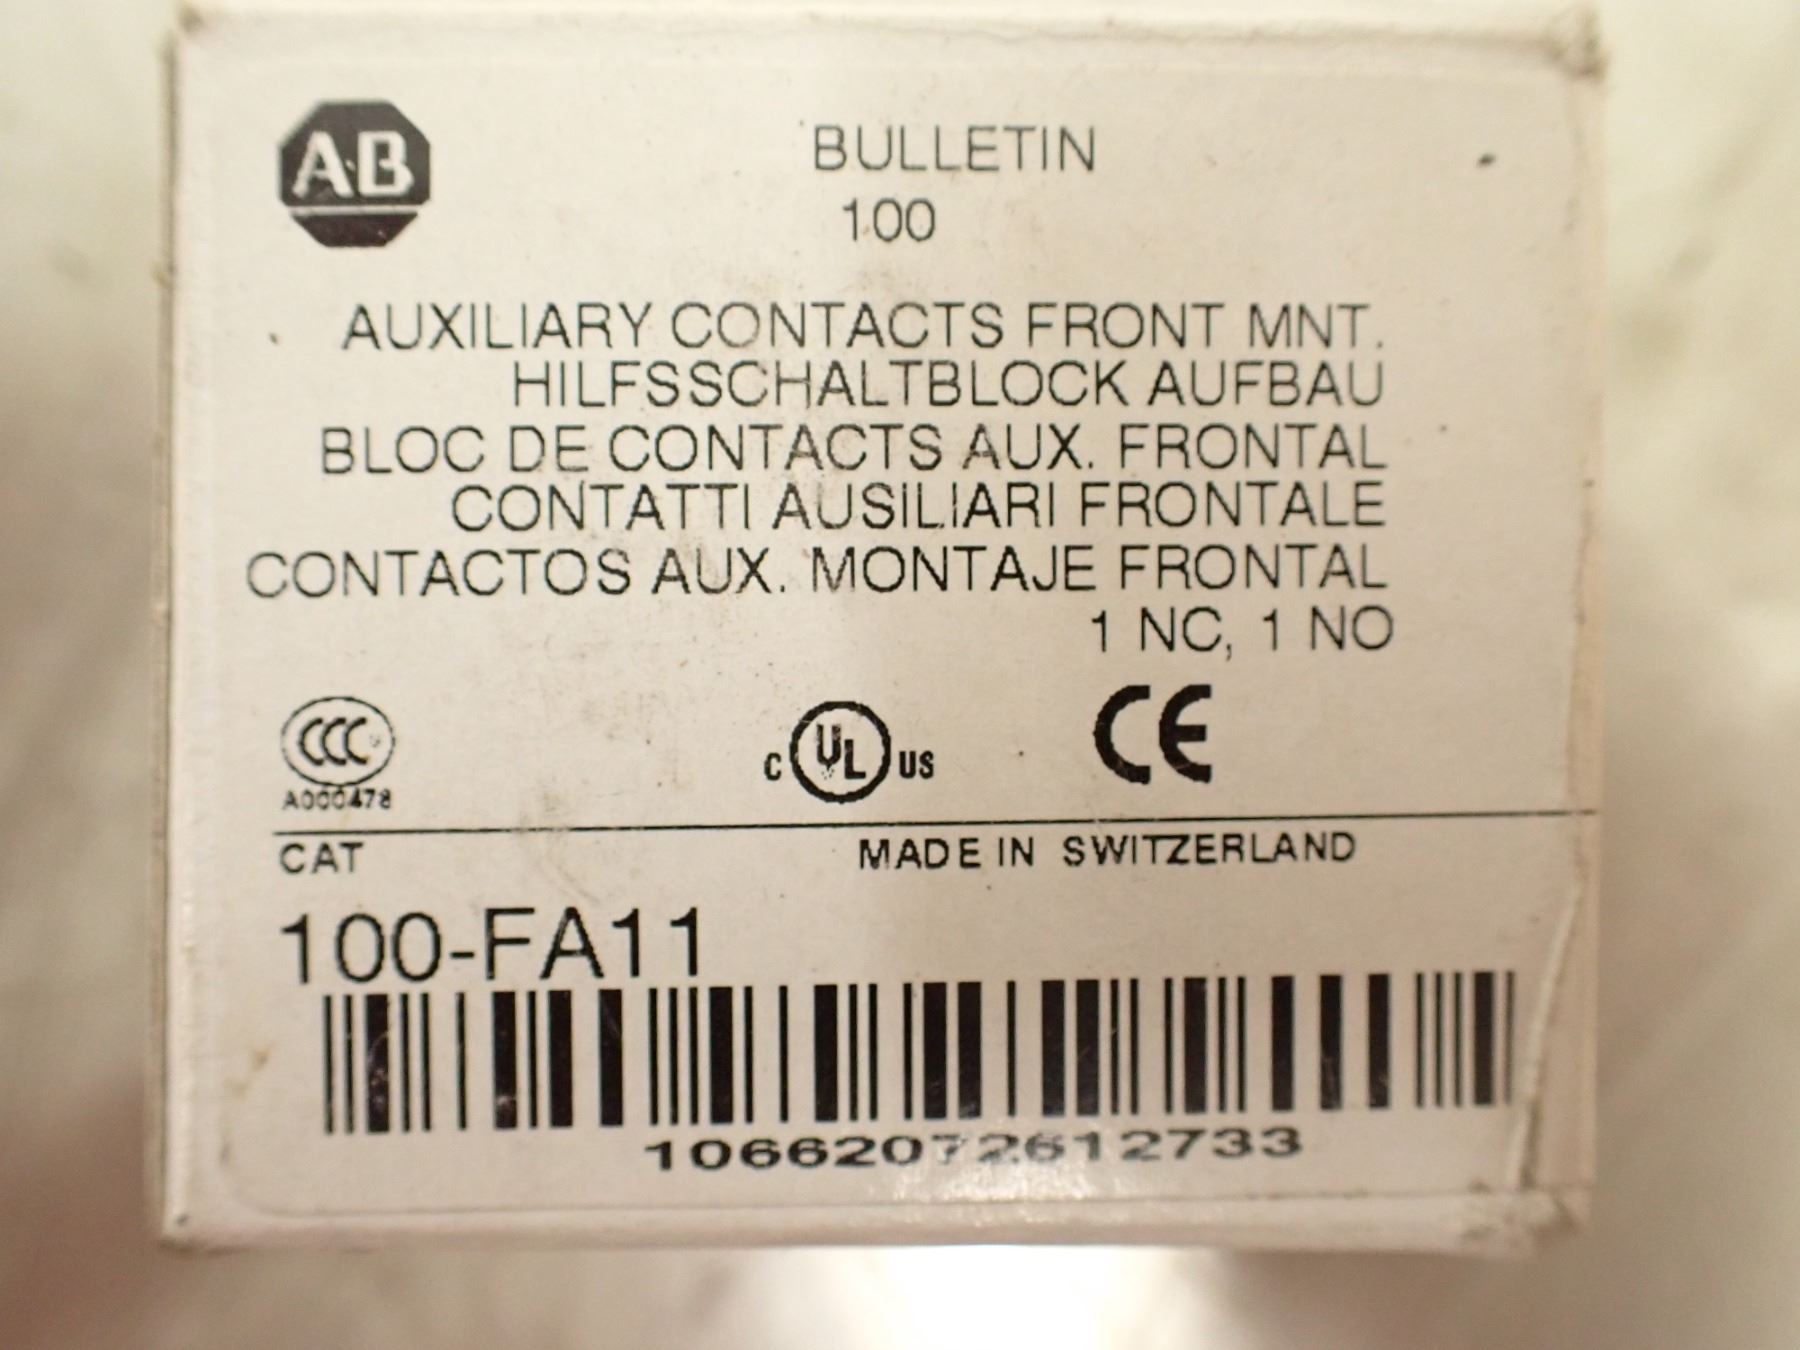 AB
BULLETIN
100
AUXILIARY CONTACTS FRONT MNT.
HILFSSCHALTBLOCK AUFBAU
BLOC DE CONTACTS AUX. FRONTAL
CONTATTI AUSILIARI FRONTALE
CONTACTOS AUX. MONTAJE FRONTAL
1 NC, 1 NO
CCC
A000478
C UL US
CE
CAT
MADE IN SWITZERLAND
100-FA11
10662072612733